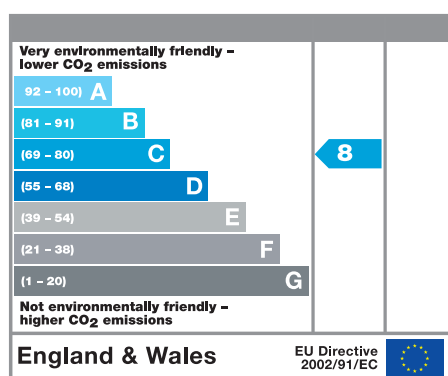 Very environmentally friendly –
lower CO2 emissions
92 – 100) A
(81 – 91) B
(69 – 80) C
8
(55 – 68) D
(39 – 54) E
(21 – 38) F
(1 – 20) G
Not environmentally friendly –
higher CO2 emissions
England & Wales
EU Directive
2002/91/EC